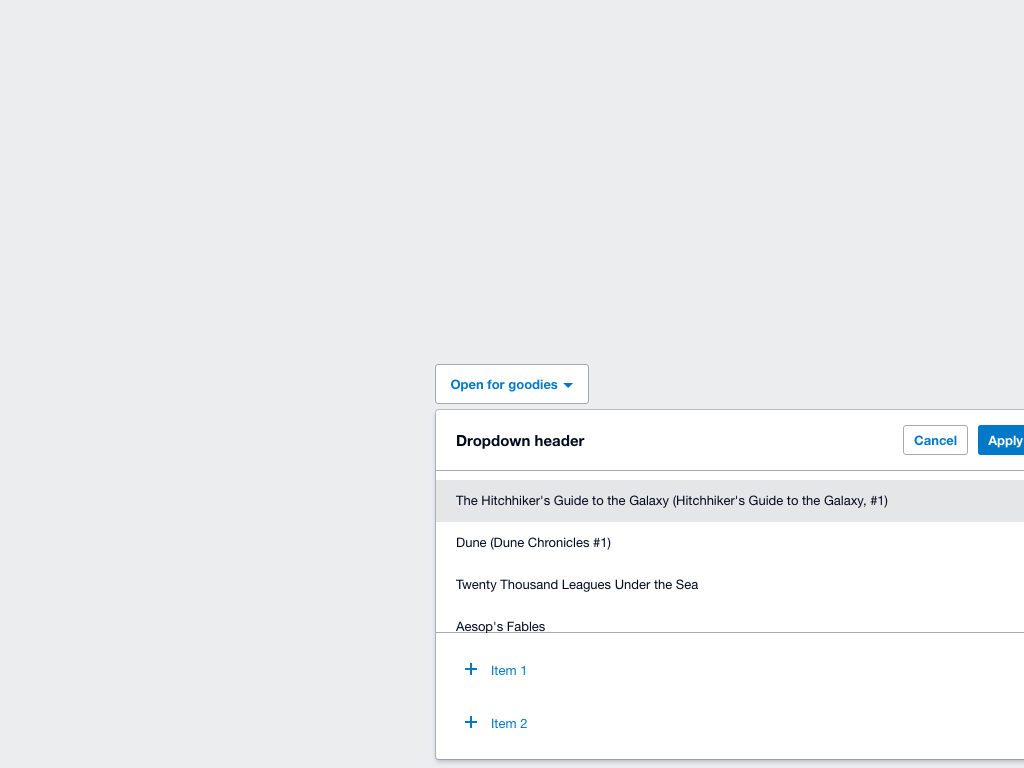 Open for goodies
Dropdown header
Cancel
Apply
The Hitchhiker's Guide to the Galaxy (Hitchhiker's Guide to the Galaxy, #1)
Dune (Dune Chronicles #1)
Twenty Thousand Leagues Under the Sea
Aesop's Fables
Item 1
Item 2